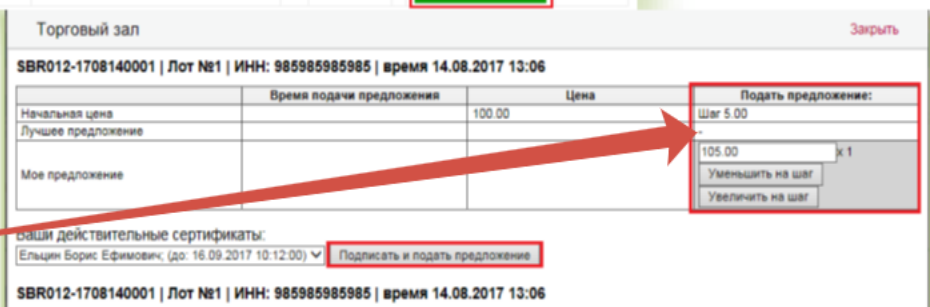 Торговый зал Закрыть
SBR012-1708140001 | Лот №1 | ИНН: 985985985985 | время 14.08.2017 13:06
Время подачи предложения Цена Подать предложение:
Начальная цена 100.00 Шаг 5.00
Лучшее предложение -
105.00 x 1
Мое предложение Уменьшить на шаг
Увеличить на шаг
Ваши действительные сертификаты:
Ельцин Борис Ефимович; (до: 16.09.2017 10:12:00) Подписать и подать предложение
SBR012-1708140001 | Лот №1 | ИНН: 985985985985 | время 14.08.2017 13:06